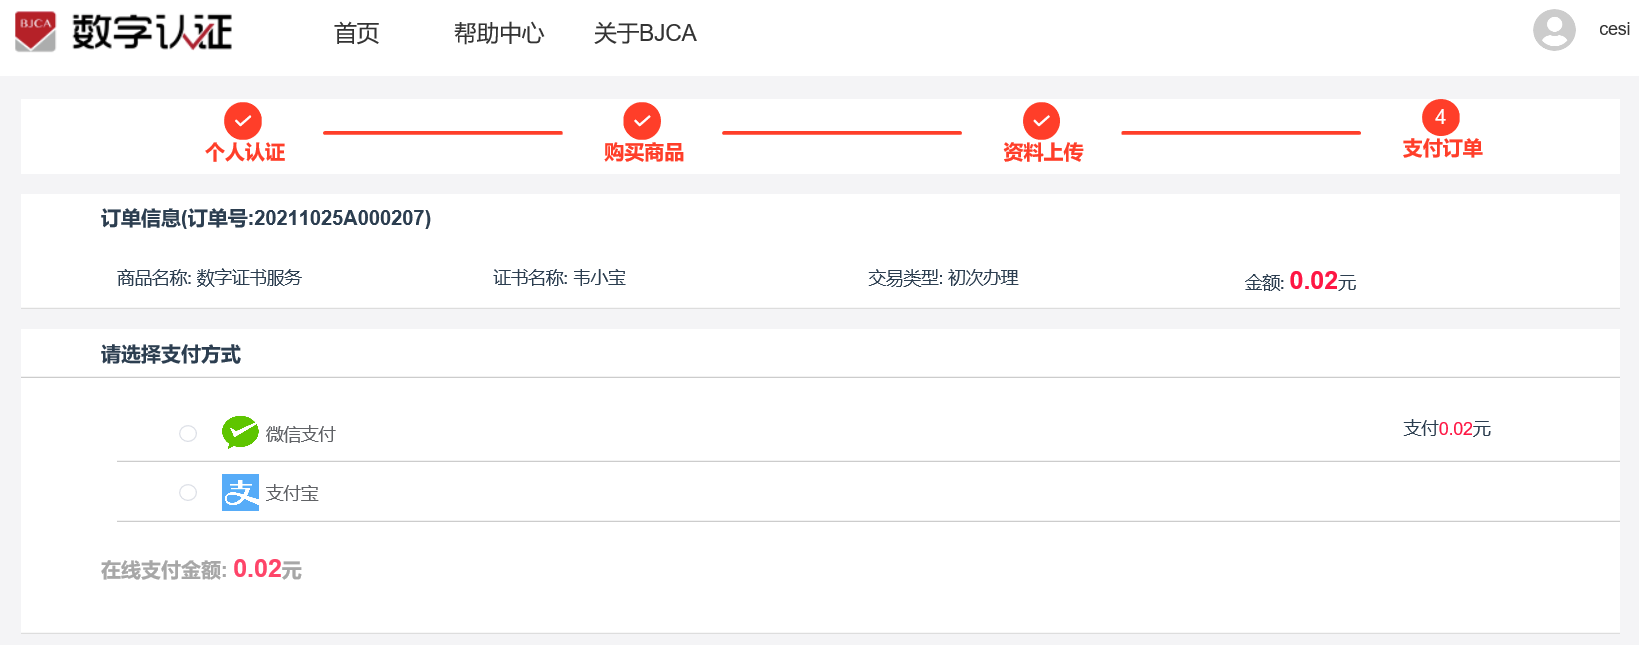 BJCA 数字认证 首页 帮助中心 关于BJCA cesi
4
个人认证 购买商品 资料上传 支付订单
订单信息(订单号:20211025A000207)
商品名称: 数字证书服务 证书名称: 韦小宝 交易类型: 初次办理 金额: 0.02元
请选择支付方式
微信支付 支付0.02元
支 支付宝
在线支付金额: 0.02元